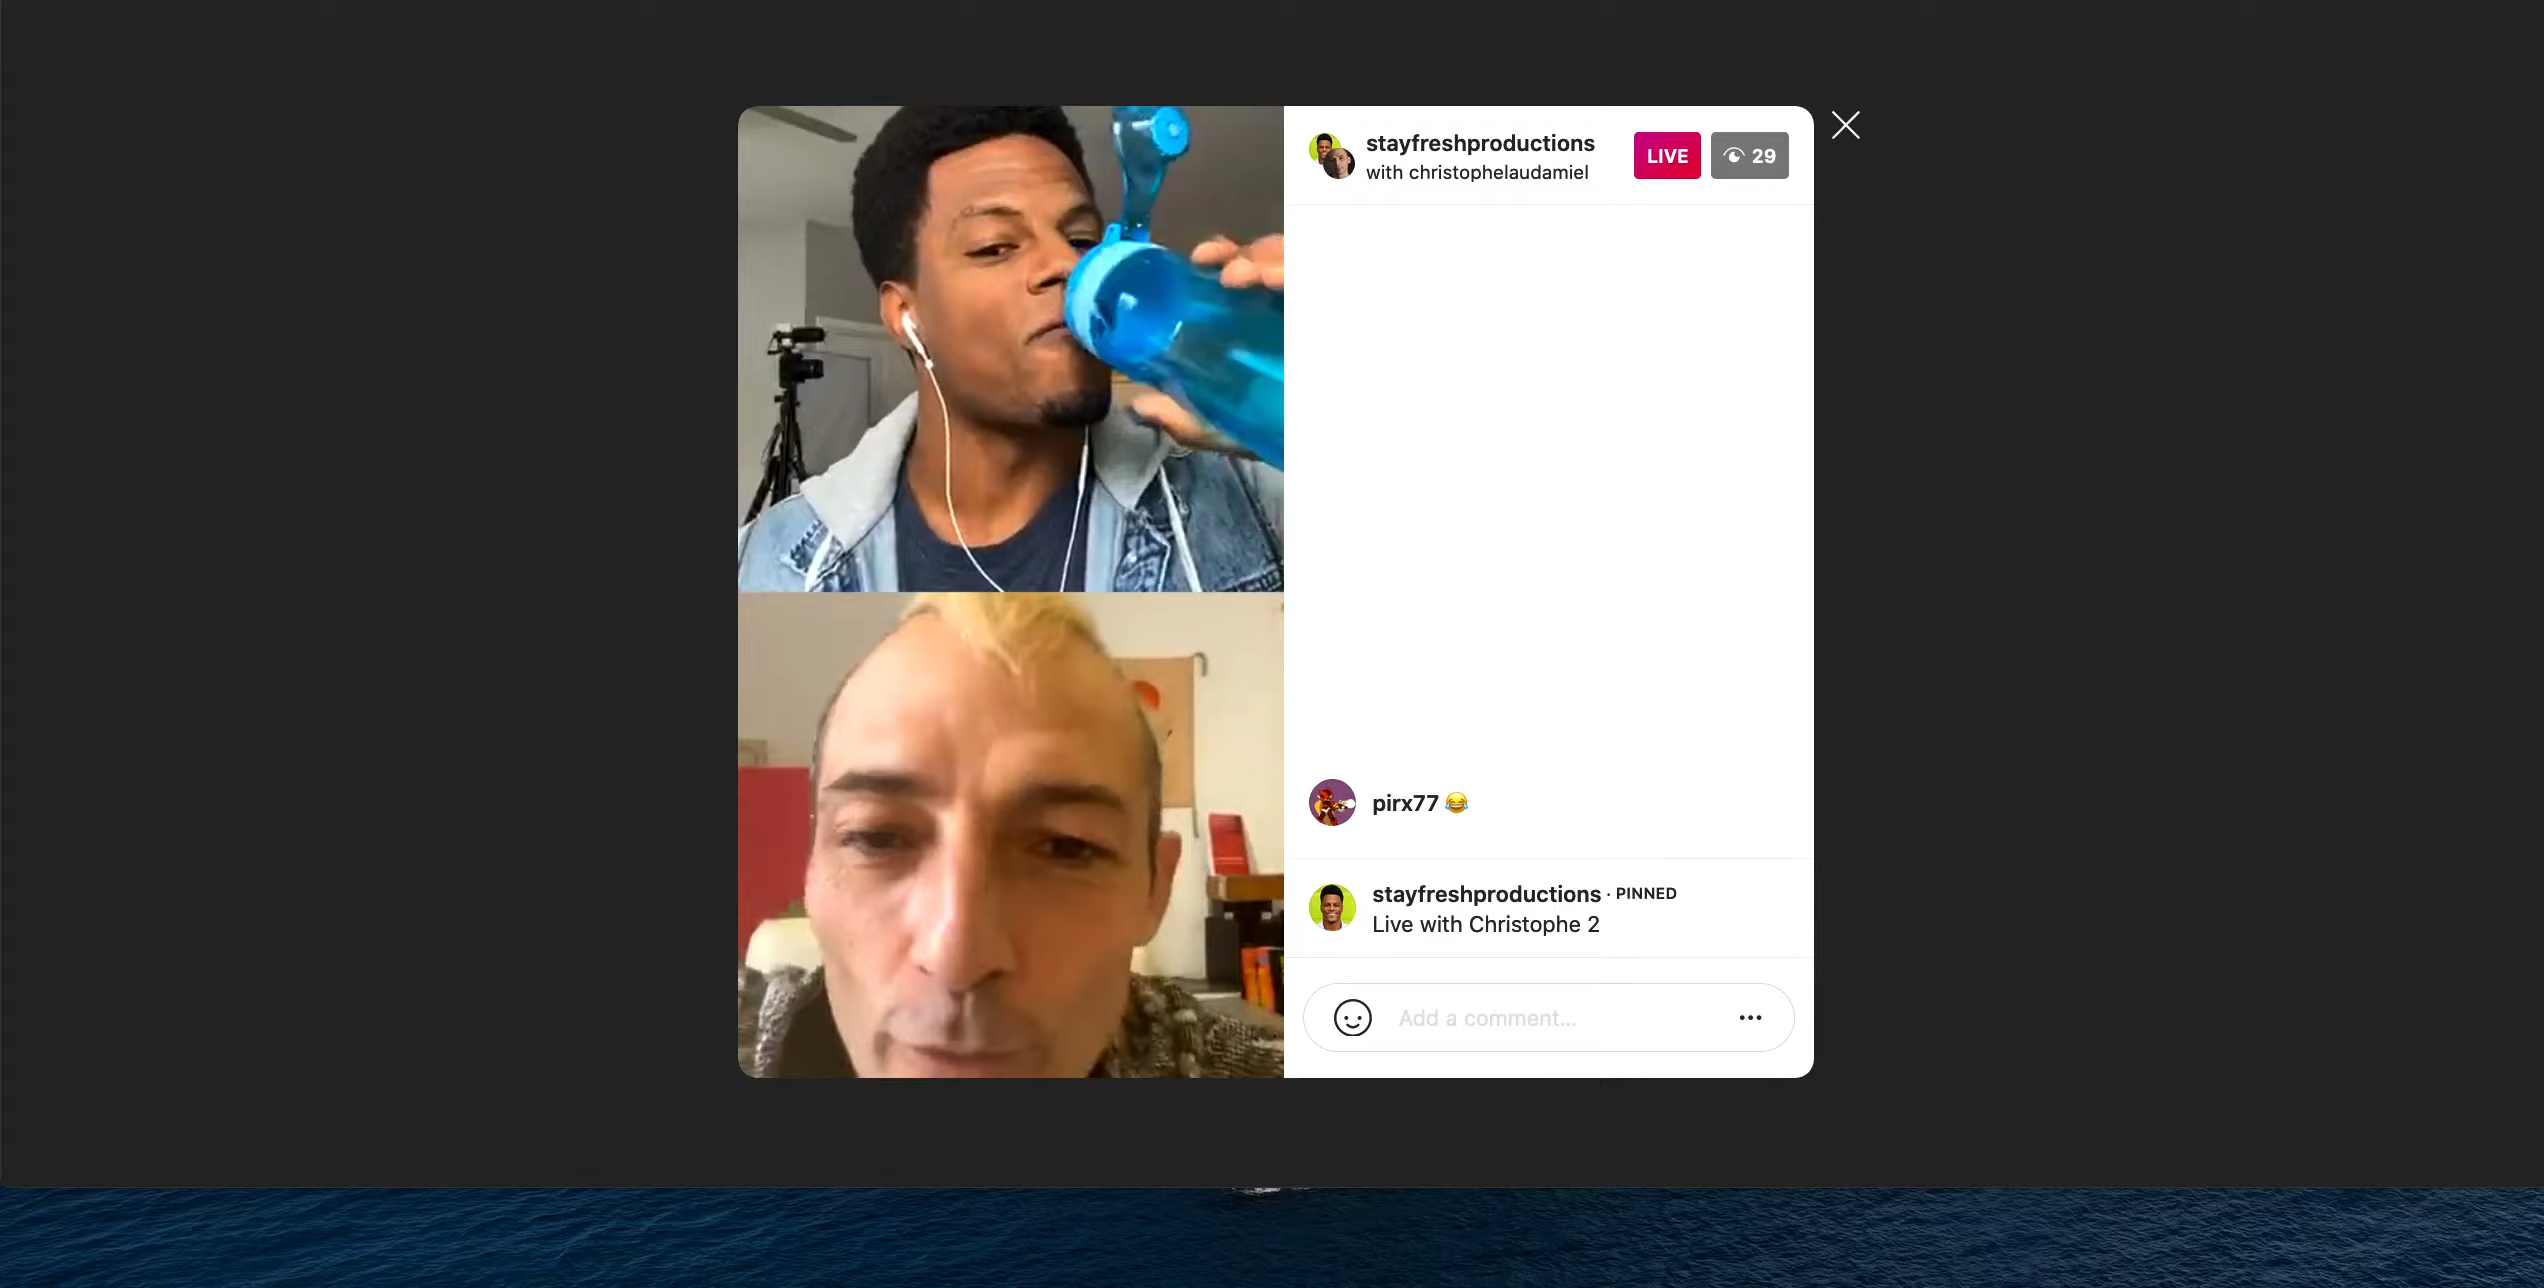 stayfreshproductions
with christophelaudamiel
LIVE
29
pirx77 😂
stayfreshproductions · PINNED
Live with Christophe 2
Add a comment...